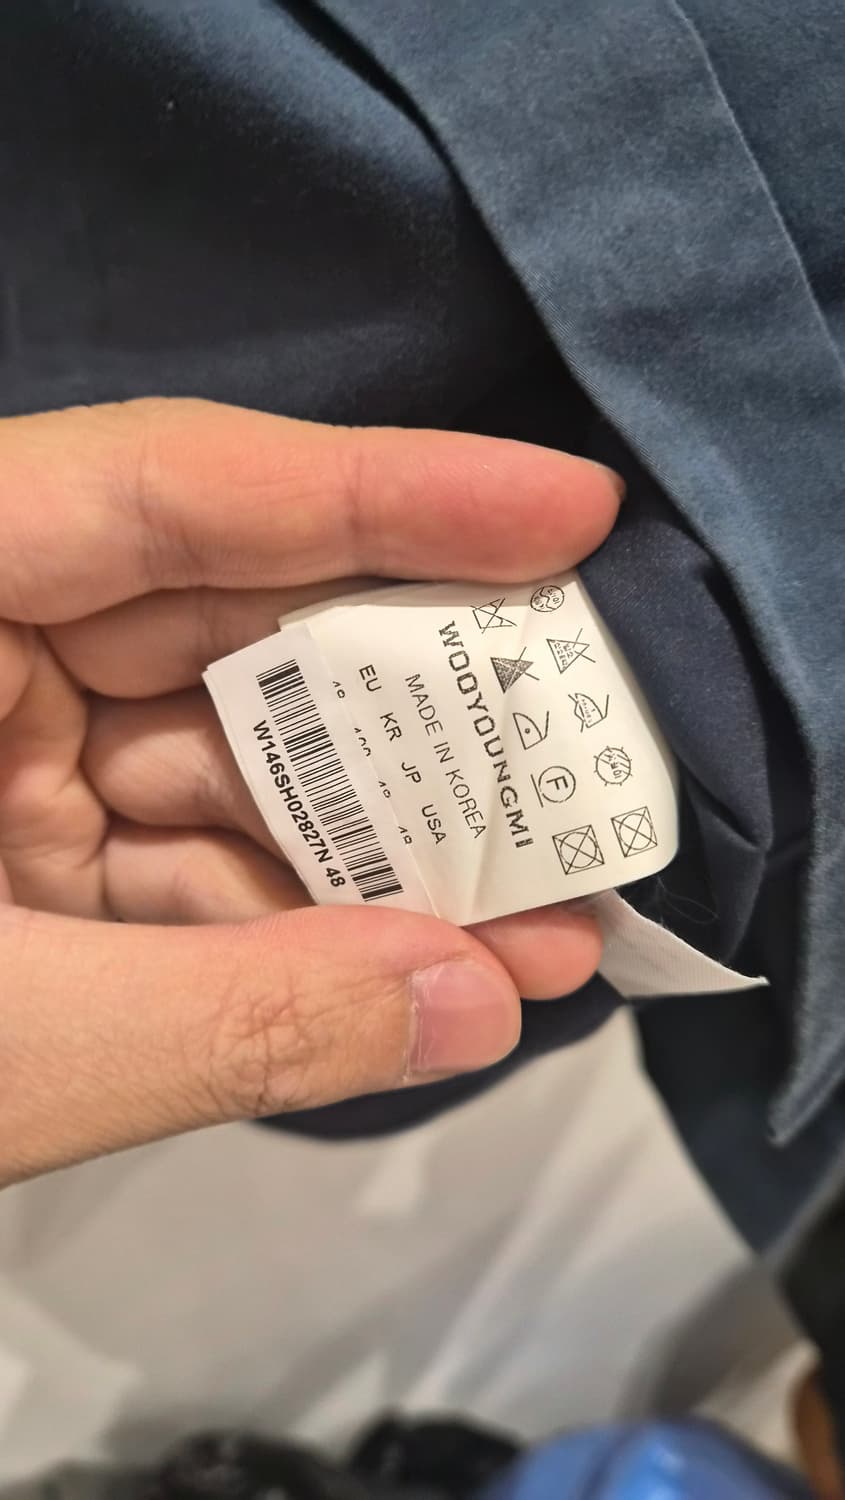 F
WOOYOUNGMI
MADE IN KOREA
EU KR JP USA
W146SH02827N 48